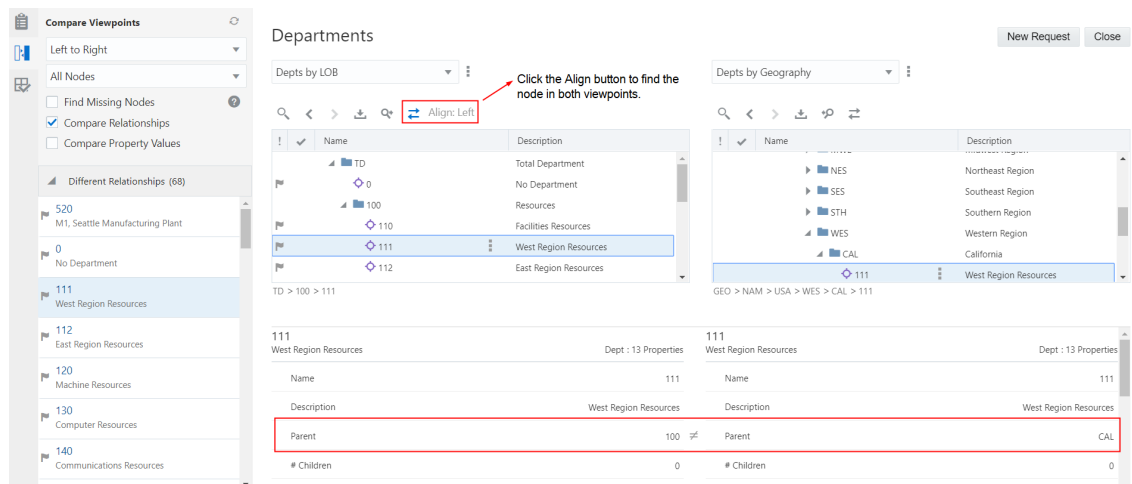 Compare Viewpoints
Left to Right
All Nodes
Find Missing Nodes
Compare Relationships
Compare Property Values
Different Relationships (68)
520
M1, Seattle Manufacturing Plant
0
No Department
111
West Region Resources
112
East Region Resources
120
Machine Resources
130
Computer Resources
140
Communications Resources
Departments
New Request Close
Depts by LOB
Click the Align button to find the
node in both viewpoints.
Align: Left
! Name Description
TD Total Department
0 No Department
100 Resources
110 Facilities Resources
111 West Region Resources
112 East Region Resources
TD > 100 > 111
Depts by Geography
! Name Description
NES Northeast Region
SES Southeast Region
STH Southern Region
WES Western Region
CAL California
111 West Region Resources
GEO > NAM > USA > WES > CAL > 111
111 111
West Region Resources Dept : 13 Properties West Region Resources Dept : 13 Properties
Name 111 Name 111
Description West Region Resources Description West Region Resources
Parent 100 ≠ Parent CAL
# Children 0 # Children 0